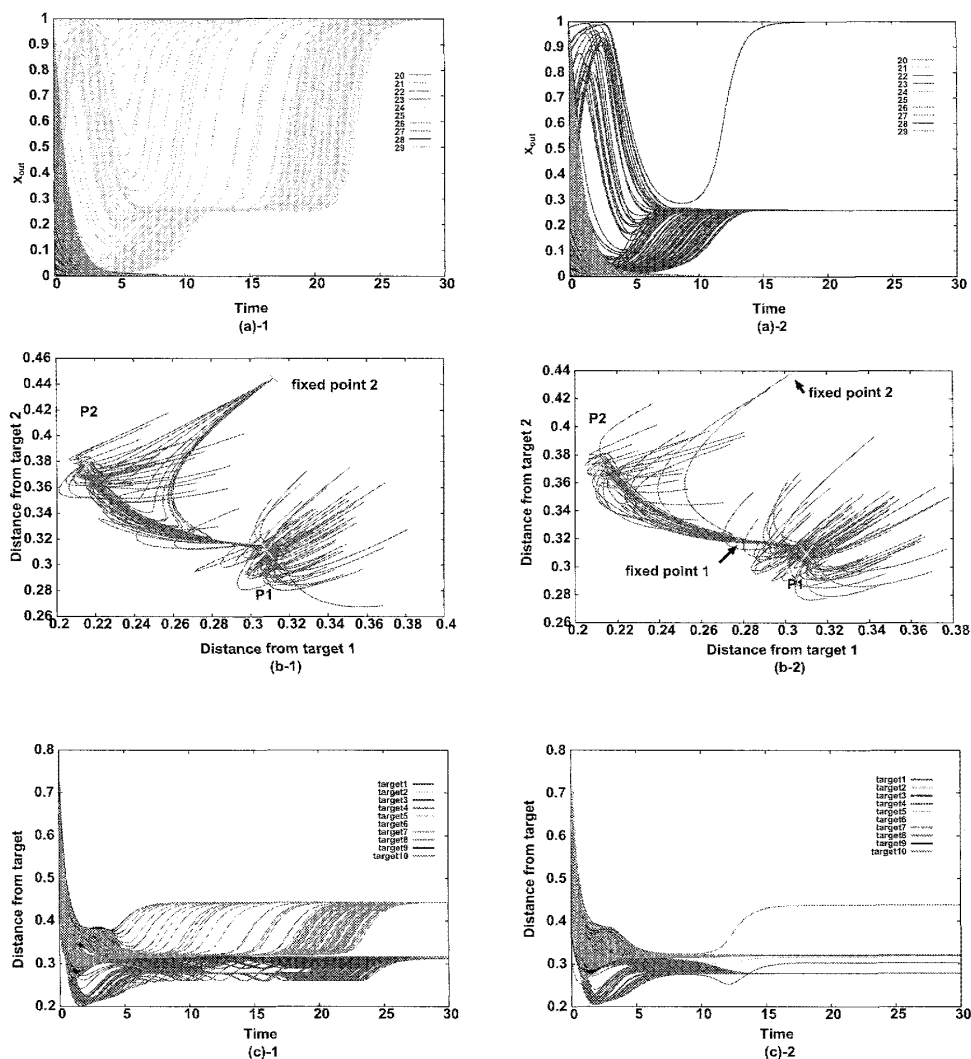 1
0.9
0.8
0.7
0.6
0.5
0.4
0.3
0.2
0.1
0
Xout
20
21
22
23
24
25
26
27
28
29
0 5 10 15 20 25 30
Time
(a)-1
1
0.9
0.8
0.7
0.6
0.5
0.4
0.3
0.2
0.1
0
Xout
20
21
22
23
24
25
26
27
28
29
0 5 10 15 20 25 30
Time
(a)-2
0.46
0.44
0.42
0.4
0.38
0.36
0.34
0.32
0.3
0.28
0.26
Distance from target 2
fixed point 2
P2
P1
0.2 0.22 0.24 0.26 0.28 0.3 0.32 0.34 0.36 0.38 0.4
Distance from target 1
(b-1)
0.44
0.42
0.4
0.38
0.36
0.34
0.32
0.3
0.28
0.26
Distance from target 2
fixed point 2
P2
fixed point 1
P1
0.2 0.22 0.24 0.26 0.28 0.3 0.32 0.34 0.36 0.38
Distance from target 1
(b-2)
0.8
0.7
0.6
0.5
0.4
0.3
0.2
Distance from target
target1
target2
target3
target4
target5
target6
target7
target8
target9
target10
0 5 10 15 20 25 30
Time
(c)-1
0.8
0.7
0.6
0.5
0.4
0.3
0.2
Distance from target
target1
target2
target3
target4
target5
target6
target7
target8
target9
target10
0 5 10 15 20 25 30
Time
(c)-2